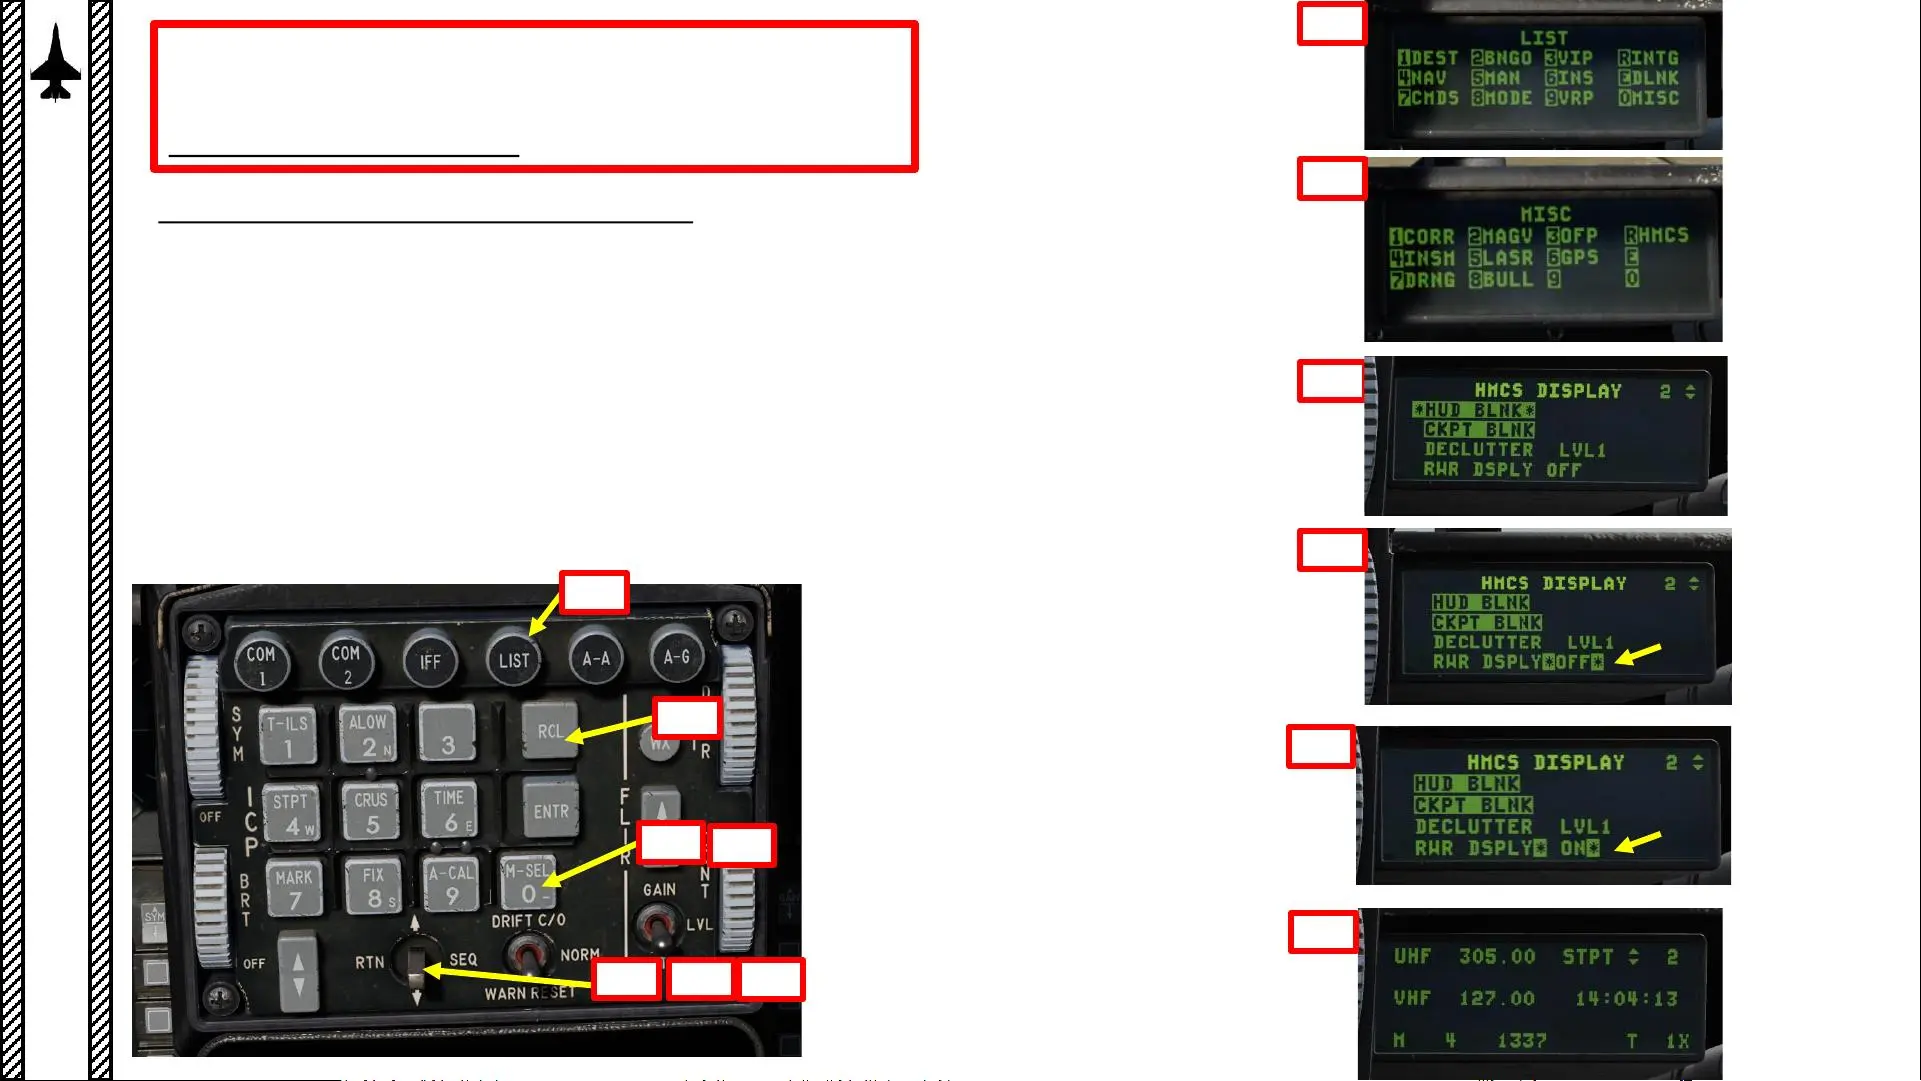 LIST
1DEST 2BNGO 3VIP RINTG
4NAV 5MAN 6INS EDLNK
7CMDS 8MODE 9VRP 0MISC
MISC
1CORR 2MAGV 3OFP RHMCS
4INSM 5LASR 6GPS E
7DRNG 8BULL 9 0
HMCS DISPLAY 2
*HUD BLNK*
CKPT BLNK
DECLUTTER LVL1
RWR DSPLY OFF
HMCS DISPLAY 2
HUD BLNK
CKPT BLNK
DECLUTTER LVL1
RWR DSPLY*OFF*
HMCS DISPLAY 2
HUD BLNK
CKPT BLNK
DECLUTTER LVL1
RWR DSPLY* ON*
UHF 305.00 STPT 2
VHF 127.00 14:04:13
M 4 1337 T 1X
COM 1
COM 2
IFF
LIST
A-A
A-G
SYM
T-ILS 1
ALOW 2 N
3
RCL
WX
OFF
ICP
STPT 4 W
CRUS 5
TIME 6 E
ENTR
FLIR
BRT
MARK 7
FIX 8 S
A-CAL 9
M-SEL 0 -
GAIN
LVL
DRIFT C/O
NORM
WARN RESET
OFF
RTN
SEQ